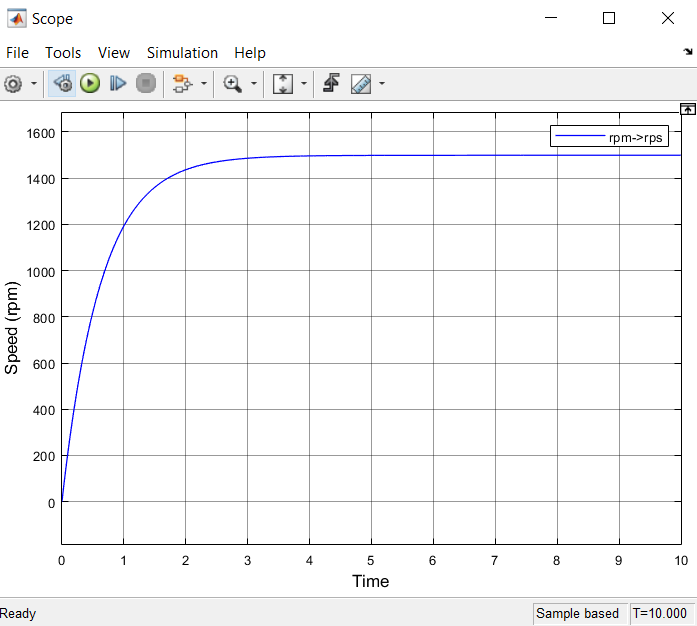 Scope
File Tools View Simulation Help
rpm->rps
1600
1400
1200
1000
800
600
400
200
0
Speed (rpm)
0 1 2 3 4 5 6 7 8 9 10
Time
Ready Sample based T=10.000